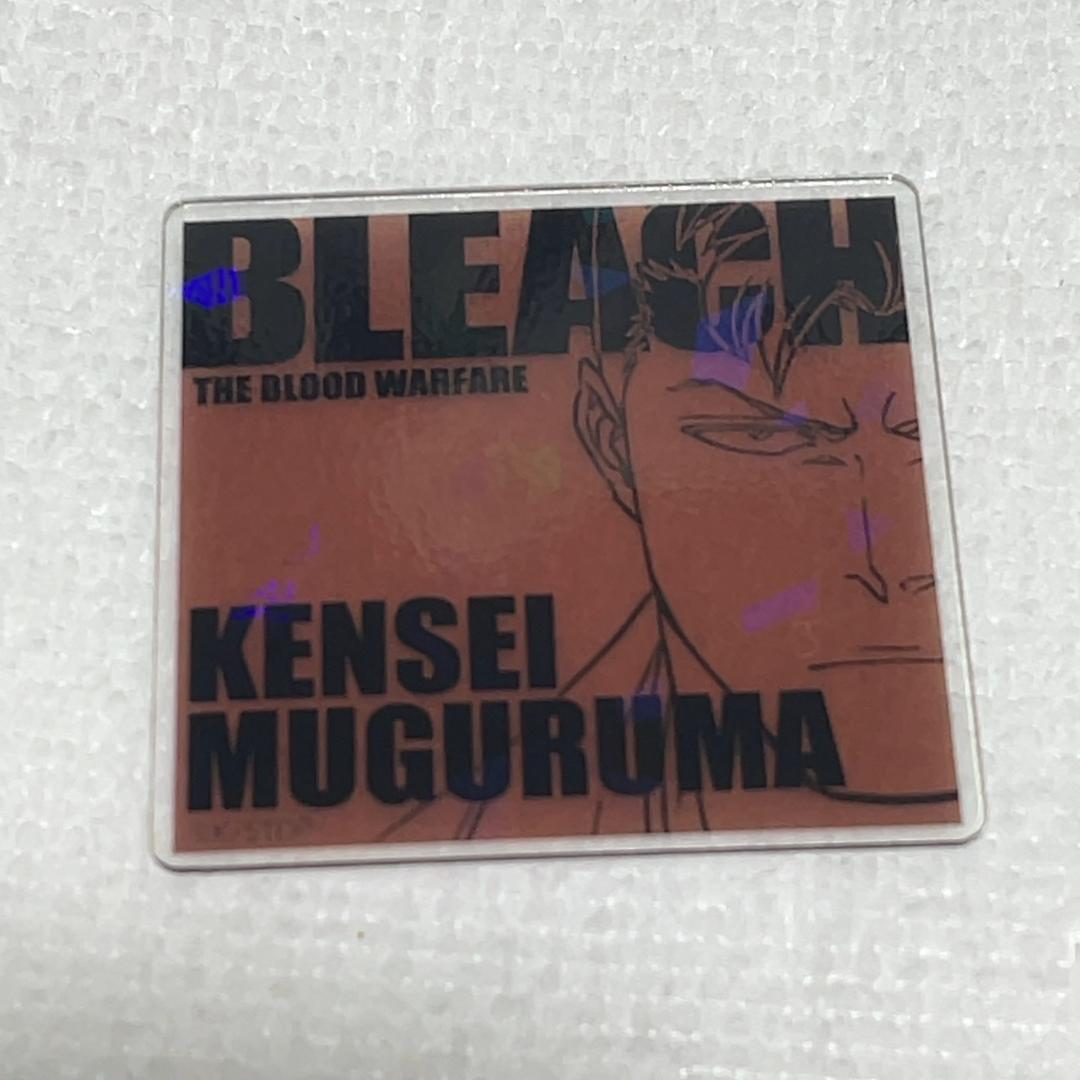 BLEACH
THE BLOOD WARFARE
KENSEI
MUGURUMA